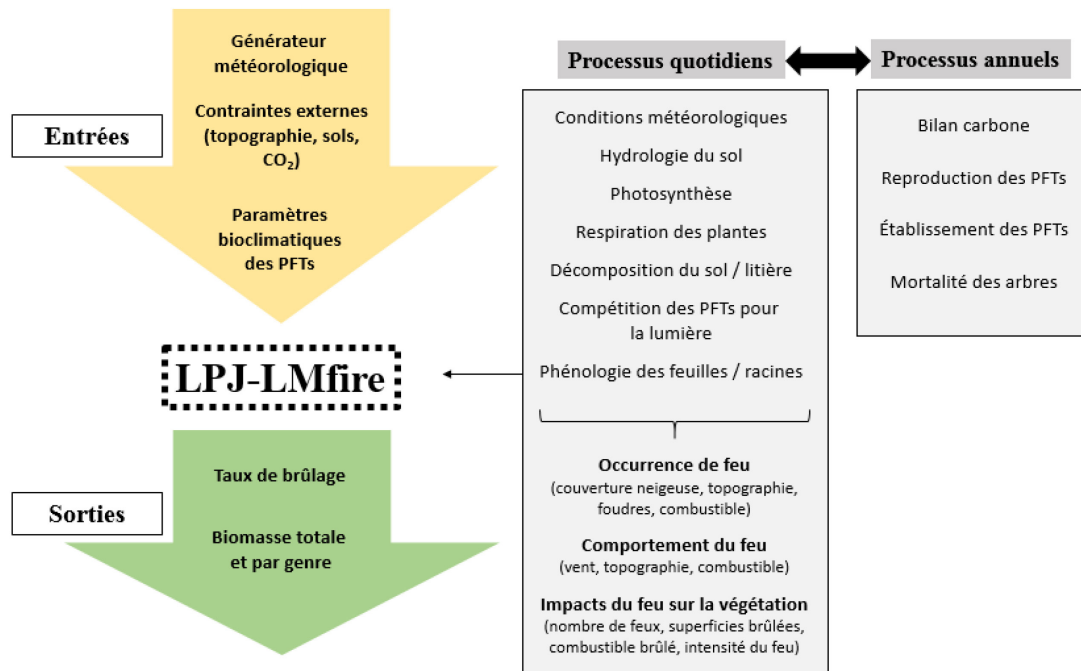 Générateur
météorologique
Contraintes externes
(topographie, sols,
CO₂)
Entrées
Paramètres
bioclimatiques
des PFTs
LPJ-LMfire
Taux de brûlage
Sorties
Biomasse totale
et par genre
Processus quotidiens
Conditions météorologiques
Hydrologie du sol
Photosynthèse
Respiration des plantes
Décomposition du sol / litière
Compétition des PFTs pour
la lumière
Phénologie des feuilles / racines
Occurrence de feu
(couverture neigeuse, topographie,
foudres, combustible)
Comportement du feu
(vent, topographie, combustible)
Impacts du feu sur la végétation
(nombre de feux, superficies brûlées,
combustible brûlé, intensité du feu)
Processus annuels
Bilan carbone
Reproduction des PFTs
Établissement des PFTs
Mortalité des arbres